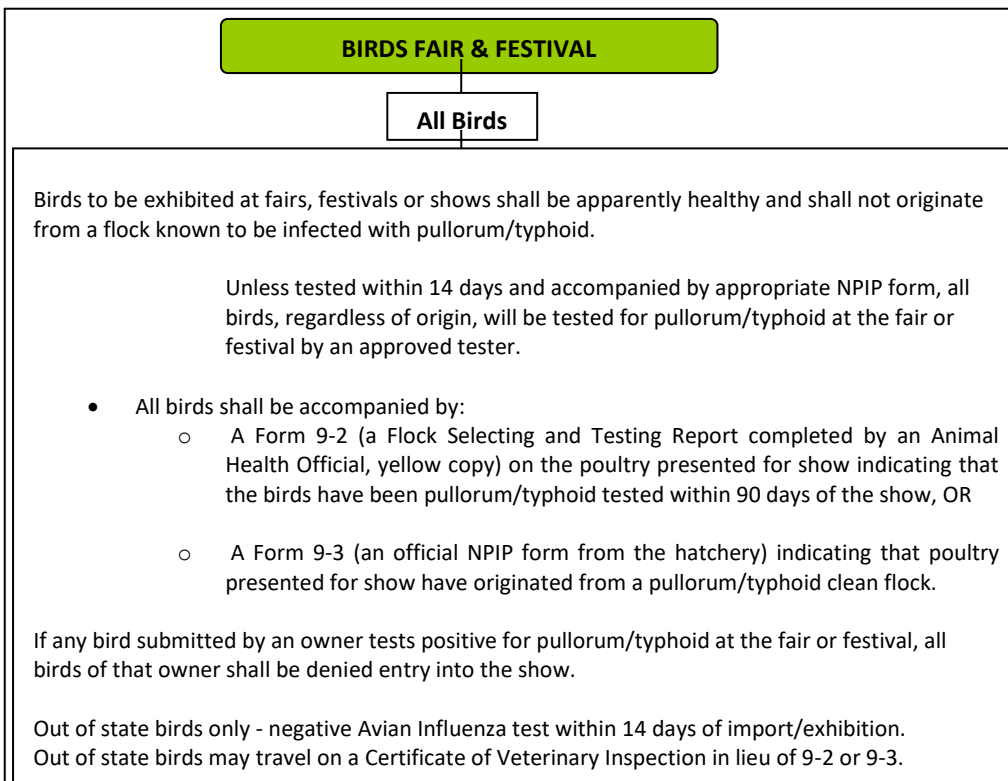 BIRDS FAIR & FESTIVAL
All Birds
Birds to be exhibited at fairs, festivals or shows shall be apparently healthy and shall not originate
from a flock known to be infected with pullorum/typhoid.
Unless tested within 14 days and accompanied by appropriate NPIP form, all
birds, regardless of origin, will be tested for pullorum/typhoid at the fair or
festival by an approved tester.
• All birds shall be accompanied by:
o A Form 9-2 (a Flock Selecting and Testing Report completed by an Animal
Health Official, yellow copy) on the poultry presented for show indicating that
the birds have been pullorum/typhoid tested within 90 days of the show, OR
o A Form 9-3 (an official NPIP form from the hatchery) indicating that poultry
presented for show have originated from a pullorum/typhoid clean flock.
If any bird submitted by an owner tests positive for pullorum/typhoid at the fair or festival, all
birds of that owner shall be denied entry into the show.
Out of state birds only - negative Avian Influenza test within 14 days of import/exhibition.
Out of state birds may travel on a Certificate of Veterinary Inspection in lieu of 9-2 or 9-3.